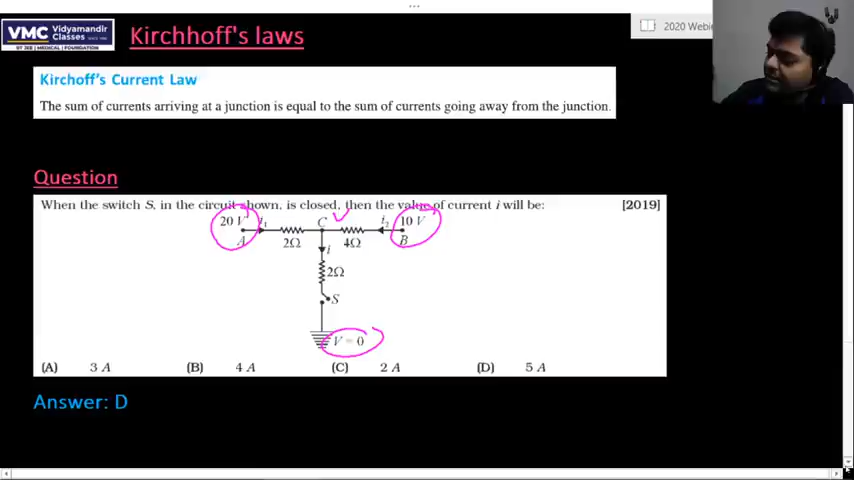 VMC Vidyamandir Classes
Kirchhoff's laws
2020 Webi
Kirchoff's Current Law
The sum of currents arriving at a junction is equal to the sum of currents going away from the junction.
Question
When the switch S, in the circuit shown, is closed, then the value of current i will be: [2019]
20 V i1 C i2 10 V
A 2Ω 4Ω B
i
2Ω
S
V = 0
(A) 3 A (B) 4 A (C) 2 A (D) 5 A
Answer: D